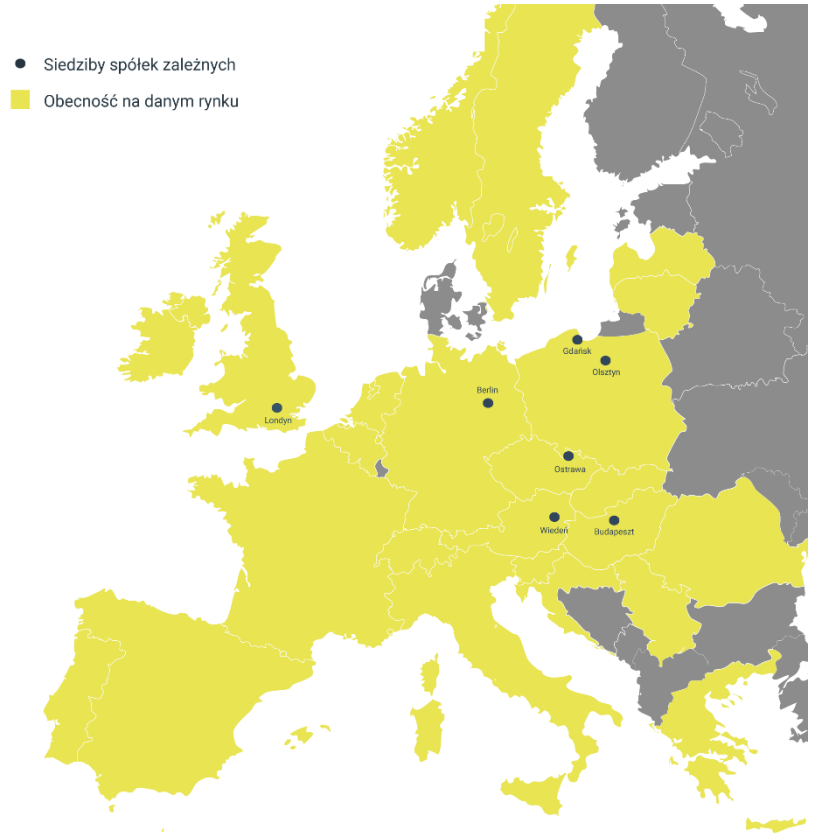 Siedziby spółek zależnych
Obecność na danym rynku
Gdańsk
Olsztyn
Berlin
Londyn
Ostrawa
Wiedeń
Budapeszt